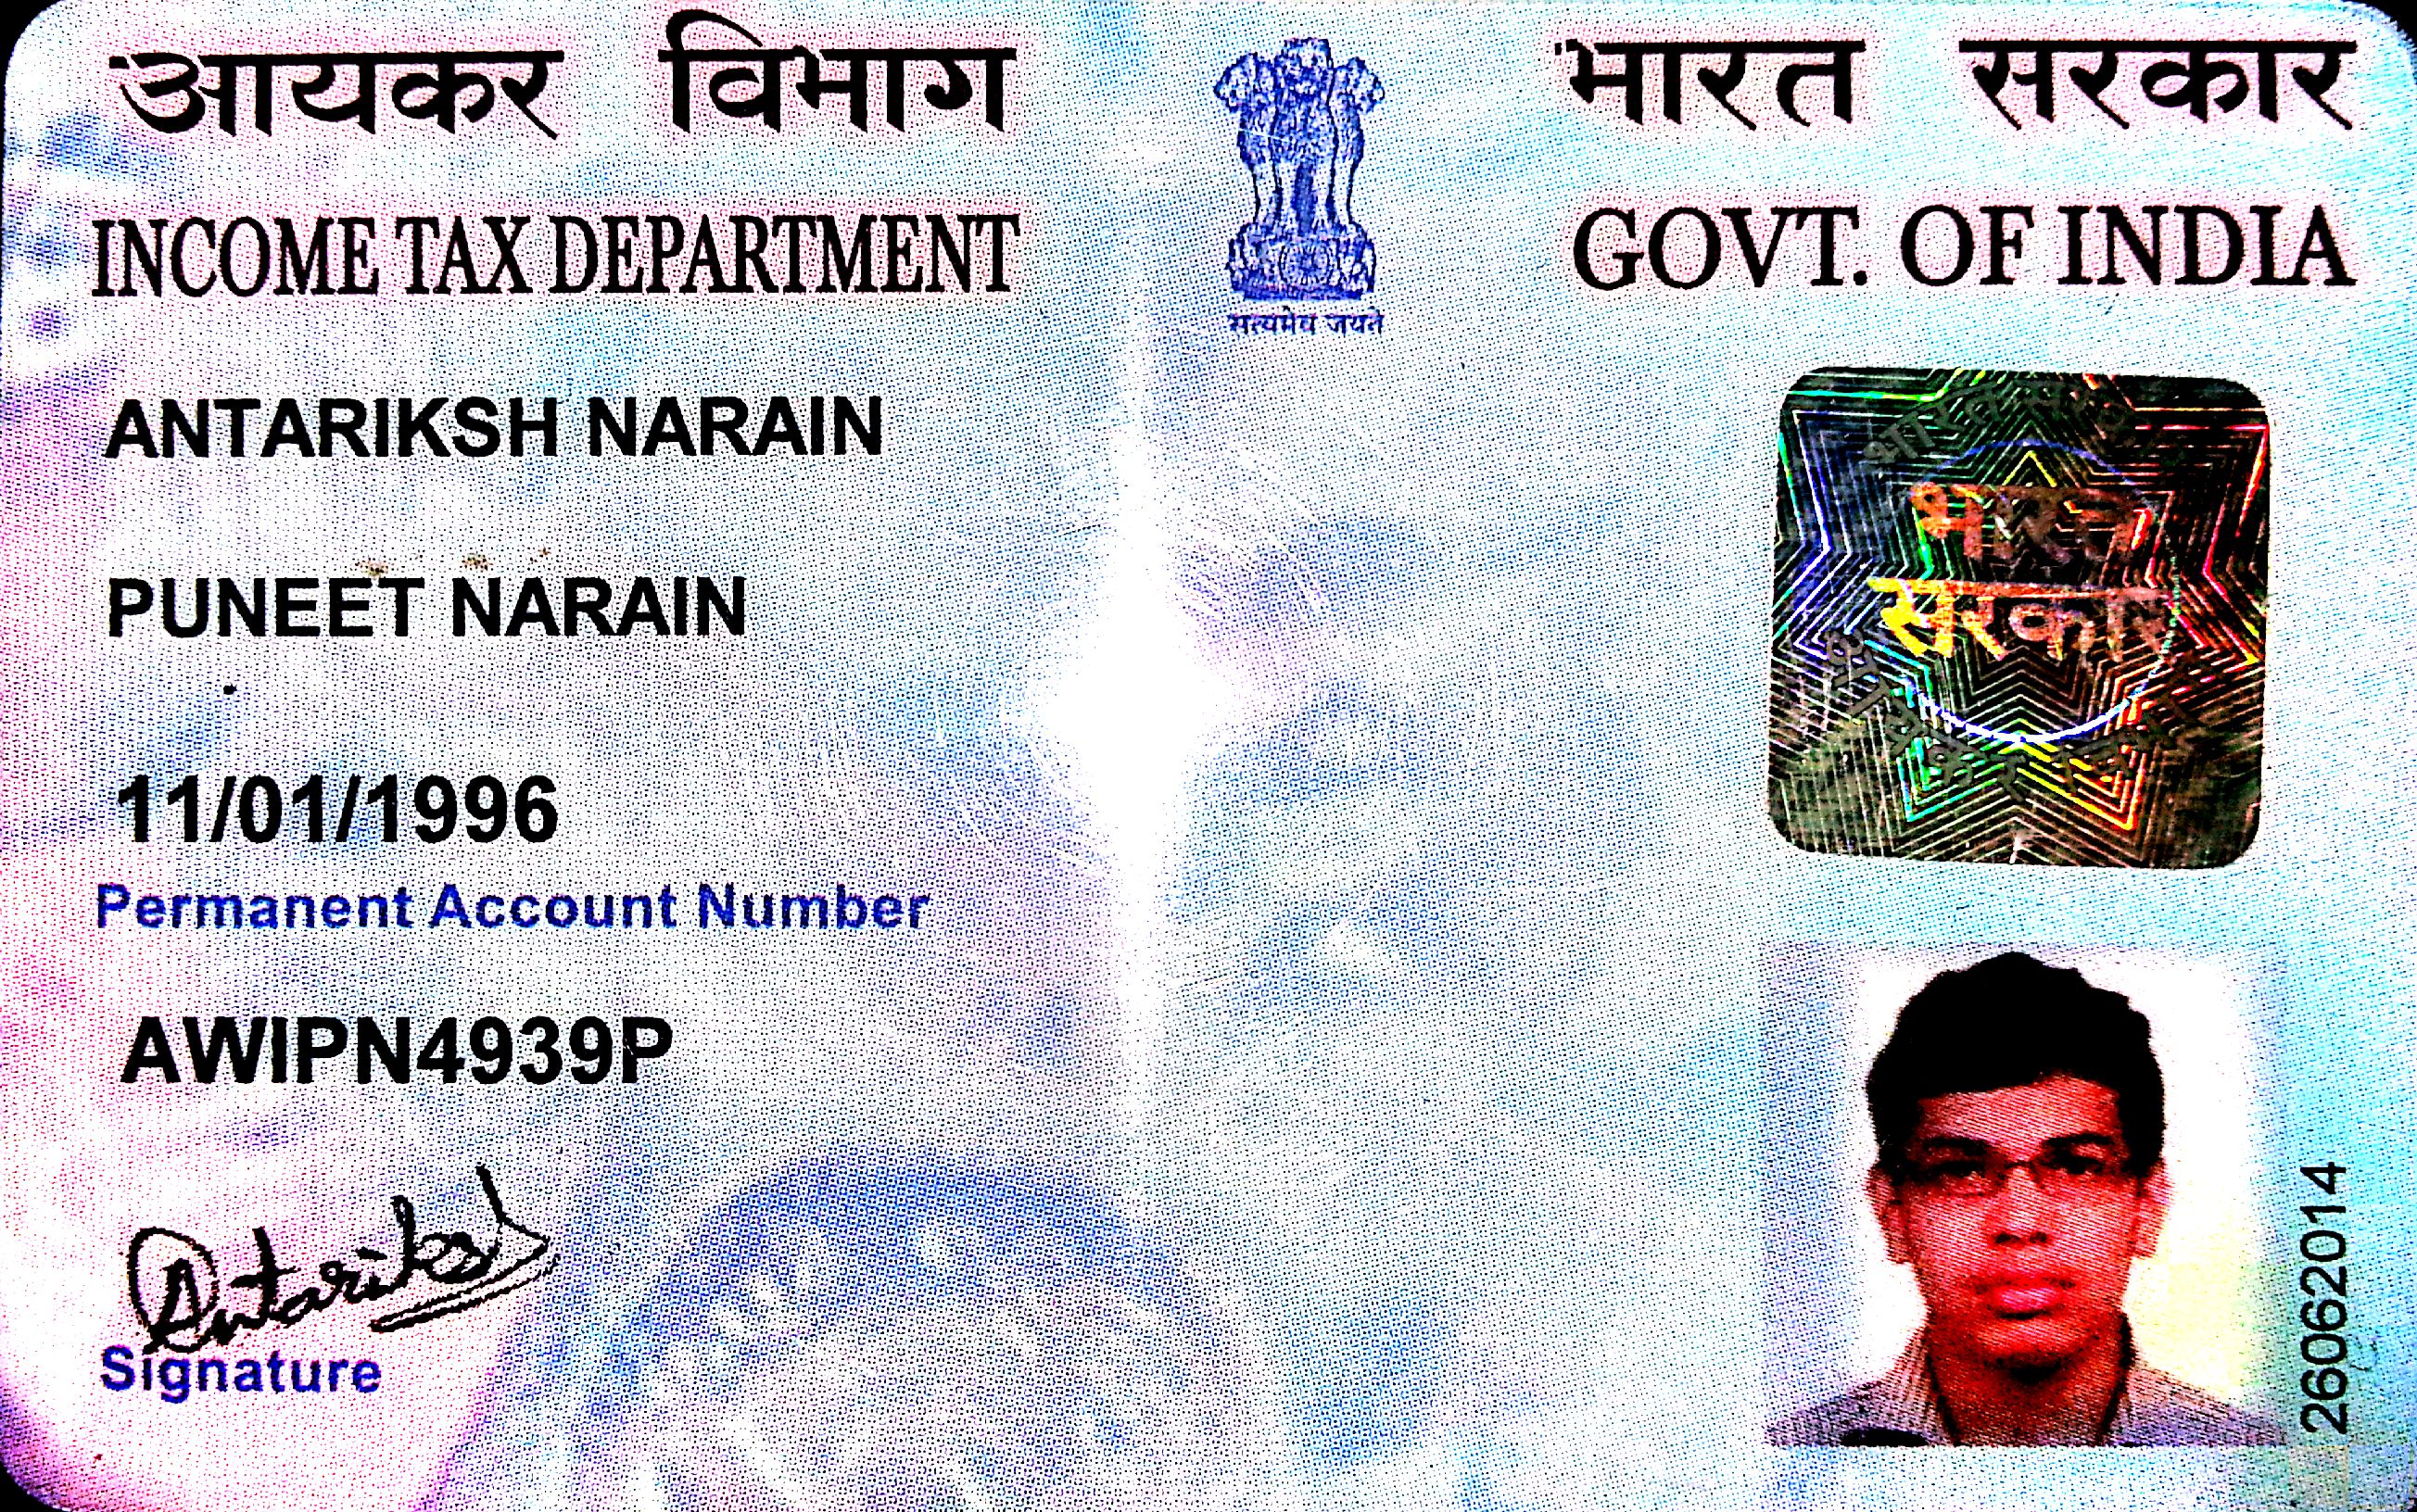 आयकर विभाग
भारत सरकार
INCOME TAX DEPARTMENT
GOVT. OF INDIA
सत्यमेव जयते
ANTARIKSH NARAIN
PUNEET NARAIN
11/01/1996
Permanent Account Number
AWIPN4939P
Antariksh
Signature
भारत
सरकार
26062014